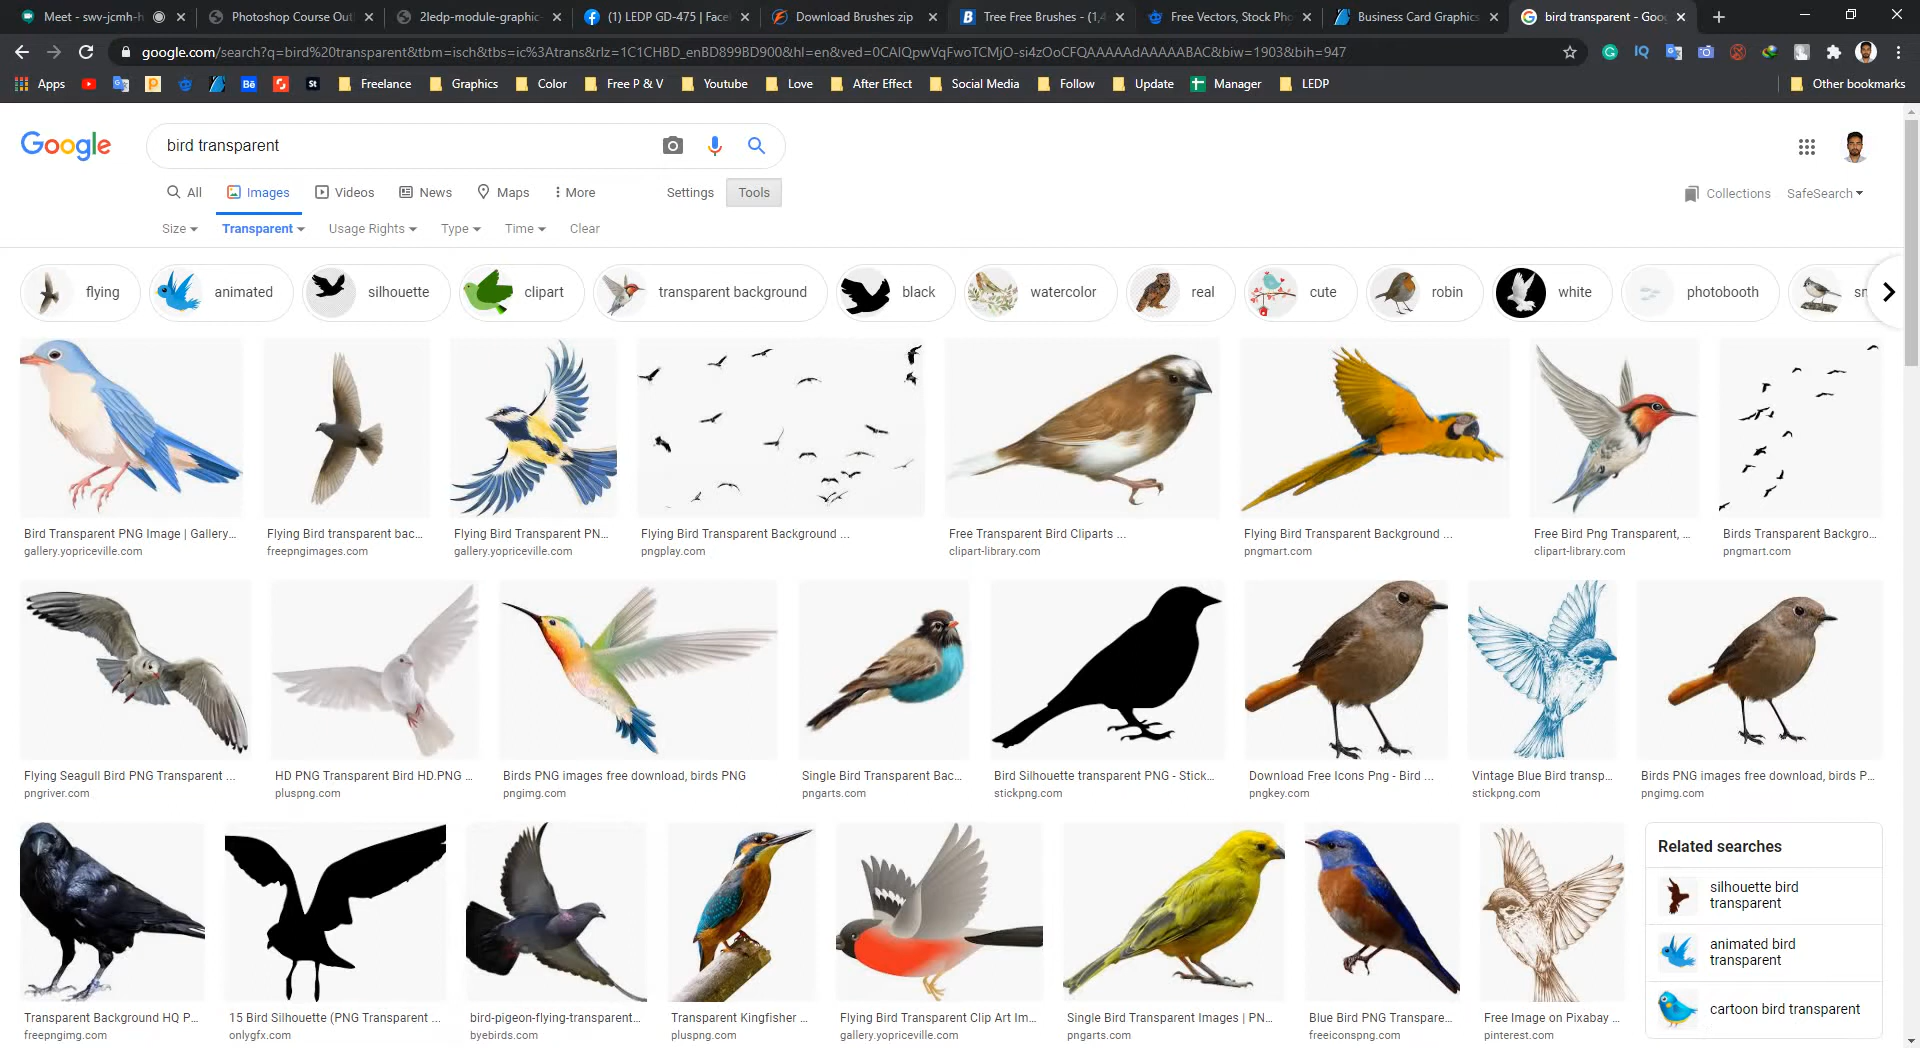 Meet - swv-jcmh-h
Photoshop Course Out
2ledp-module-graphic-
(1) LEDP GD-475 | Face
Download Brushes zip
Tree Free Brushes - (1,4
Free Vectors, Stock Pho
Business Card Graphics
bird transparent - Goog
google.com/search?q=bird%20transparent&tbm=isch&tbs=ic%3Atrans&rlz=1C1CHBD_enBD899BD900&hl=en&ved=0CAIQpwVqFwoTCMjO-si4zOoCFQAAAAAdAAAAABAC&biw=1903&bih=947
Apps
Freelance
Graphics
Color
Free P & V
Youtube
Love
After Effect
Social Media
Follow
Update
Manager
LEDP
Other bookmarks
Google
bird transparent
All
Images
Videos
News
Maps
More
Settings
Tools
Collections
SafeSearch
Size
Transparent
Usage Rights
Type
Time
Clear
flying
animated
silhouette
clipart
transparent background
black
watercolor
real
cute
robin
white
photobooth
Bird Transparent PNG Image | Gallery...
gallery.yopriceville.com
Flying Bird transparent bac...
freepngimages.com
Flying Bird Transparent PN...
gallery.yopriceville.com
Flying Bird Transparent Background ...
pngplay.com
Free Transparent Bird Cliparts ...
clipart-library.com
Flying Bird Transparent Background ...
pngmart.com
Free Bird Png Transparent, ...
clipart-library.com
Birds Transparent Backgro...
pngmart.com
Flying Seagull Bird PNG Transparent ...
pngriver.com
HD PNG Transparent Bird HD.PNG ...
pluspng.com
Birds PNG images free download, birds PNG
pngimg.com
Single Bird Transparent Bac...
pngarts.com
Bird Silhouette transparent PNG - Stick...
stickpng.com
Download Free Icons Png - Bird ...
pngkey.com
Vintage Blue Bird transp...
stickpng.com
Birds PNG images free download, birds P...
pngimg.com
Transparent Background HQ P...
freepngimg.com
15 Bird Silhouette (PNG Transparent ...
onlygfx.com
bird-pigeon-flying-transparent...
byebirds.com
Transparent Kingfisher ...
pluspng.com
Flying Bird Transparent Clip Art Im...
gallery.yopriceville.com
Single Bird Transparent Images | PN...
pngarts.com
Blue Bird PNG Transpare...
freeiconspng.com
Free Image on Pixabay ...
pinterest.com
Related searches
silhouette bird
transparent
animated bird
transparent
cartoon bird transparent